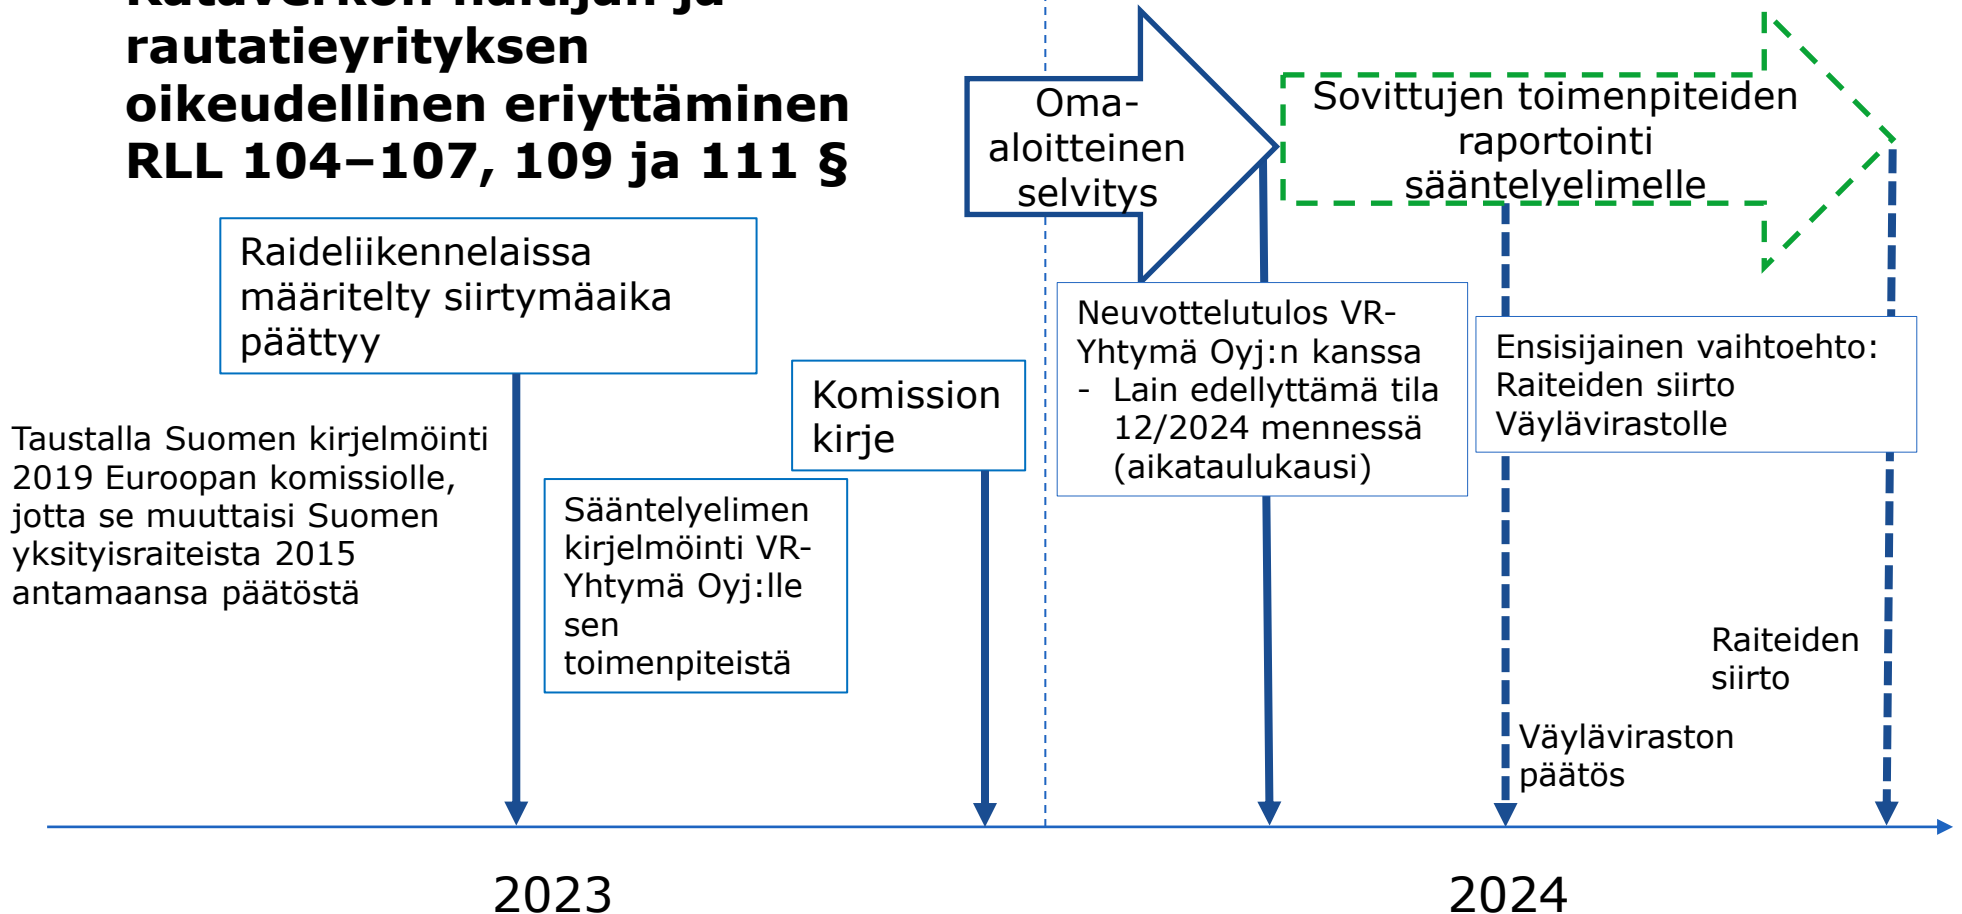 Rataverkon haltijan ja
rautatieyrityksen
oikeudellinen eriyttäminen
RLL 104–107, 109 ja 111 §
Oma-
aloitteinen
selvitys
Sovittujen toimenpiteiden
raportointi
sääntelyelimelle
Raideliikennelaissa
määritelty siirtymäaika
päättyy
Taustalla Suomen kirjelmöinti
2019 Euroopan komissiolle,
jotta se muuttaisi Suomen
yksityisraiteista 2015
antamaansa päätöstä
Sääntelyelimen
kirjelmöinti VR-
Yhtymä Oyj:lle
sen
toimenpiteistä
Komission
kirje
Neuvottelutulos VR-
Yhtymä Oyj:n kanssa
- Lain edellyttämä tila
12/2024 mennessä
(aikataulukausi)
Ensisijainen vaihtoehto:
Raiteiden siirto
Väylävirastolle
Väyläviraston
päätös
Raiteiden
siirto
2023
2024